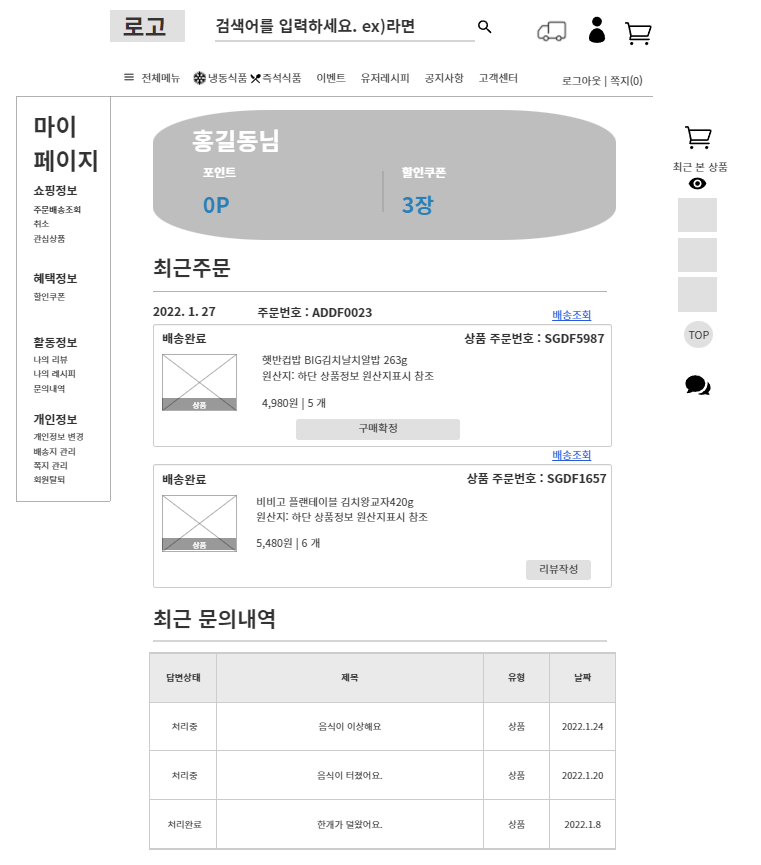 로고
검색어를 입력하세요. ex)라면
전체메뉴 냉동식품 즉석식품 이벤트 유저레시피 공지사항 고객센터
로그아웃 | 쪽지(0)
마이
페이지
쇼핑정보
주문배송조회
취소
관심상품
혜택정보
할인쿠폰
활동정보
나의 리뷰
나의 레시피
문의내역
개인정보
개인정보 변경
배송지 관리
쪽지 관리
회원탈퇴
홍길동님
포인트 할인쿠폰
0P 3장
최근 본 상품
TOP
최근주문
2022. 1. 27 주문번호 : ADDF0023 배송조회
배송완료 상품 주문번호 : SGDF5987
햇반컵밥 BIG김치날치알밥 263g
원산지: 하단 상품정보 원산지표시 참조
4,980원 | 5 개
상품
구매확정
배송조회
배송완료 상품 주문번호 : SGDF1657
비비고 플랜테이블 김치왕교자420g
원산지: 하단 상품정보 원산지표시 참조
5,480원 | 6 개
상품
리뷰작성
최근 문의내역
답변상태 제목 유형 날짜
처리중 음식이 이상해요 상품 2022.1.24
처리중 음식이 터졌어요. 상품 2022.1.20
처리완료 한개가 덜왔어요. 상품 2022.1.8